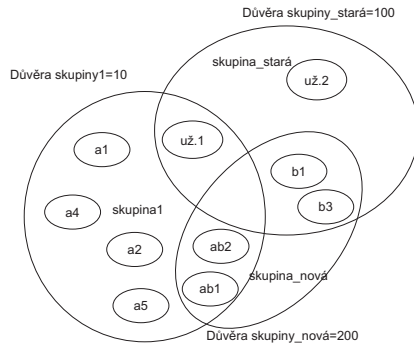 Důvěra skupiny_stará=100
skupina_stará
Důvěra skupiny1=10
už.2
už.1
a1
b1
b3
a4
skupina1
a2
ab2
skupina_nová
ab1
a5
Důvěra skupiny_nová=200